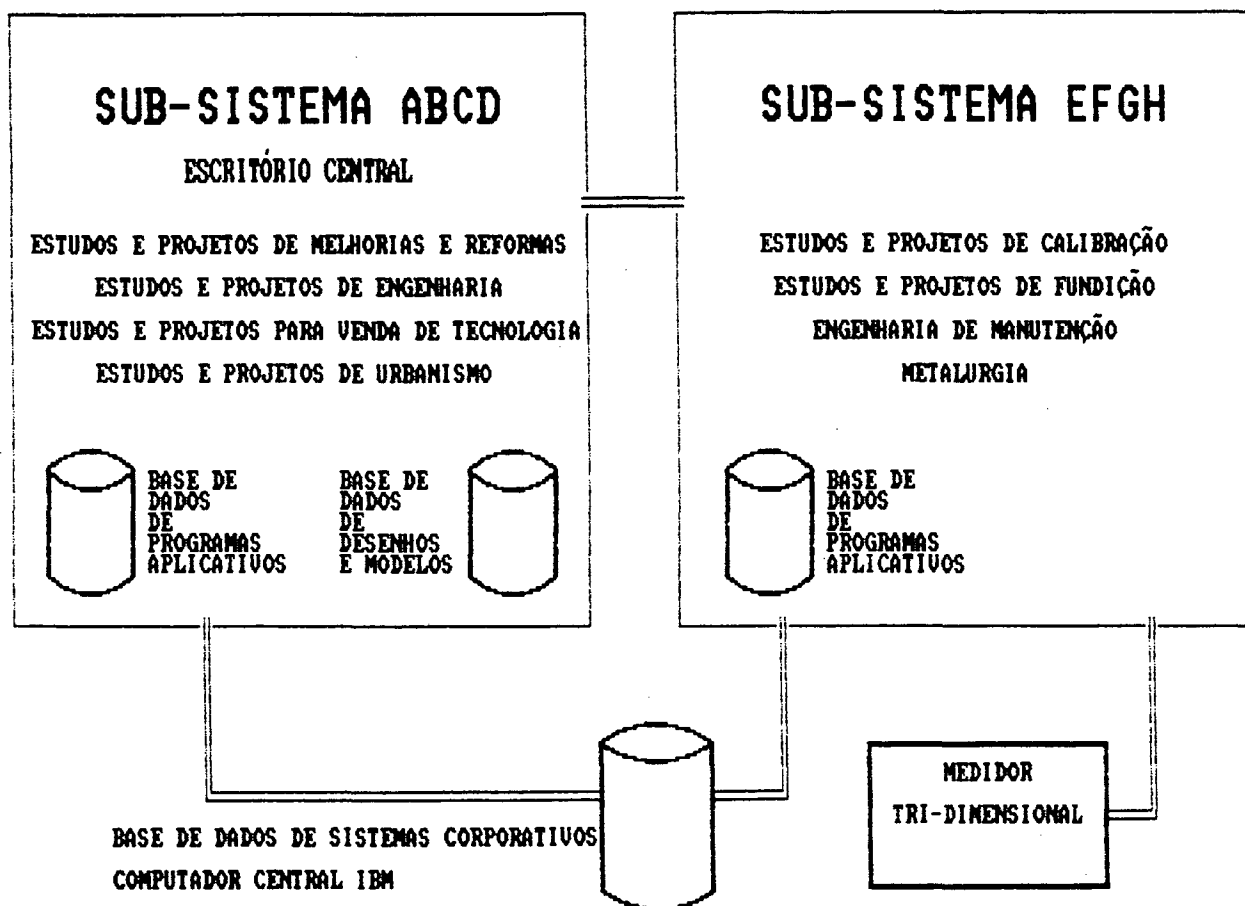 SUB-SISTEMA ABCD
ESCRITÓRIO CENTRAL
ESTUDOS E PROJETOS DE MELHORIAS E REFORMAS
ESTUDOS E PROJETOS DE ENGENHARIA
ESTUDOS E PROJETOS PARA VENDA DE TECNOLOGIA
ESTUDOS E PROJETOS DE URBANISMO
BASE DE
DADOS
DE
PROGRAMAS
APLICATIVOS
BASE DE
DADOS
DE
DESENHOS
E MODELOS
SUB-SISTEMA EFGH
ESTUDOS E PROJETOS DE CALIBRAÇÃO
ESTUDOS E PROJETOS DE FUNDIÇÃO
ENGENHARIA DE MANUTENÇÃO
METALURGIA
BASE DE
DADOS
DE
PROGRAMAS
APLICATIVOS
BASE DE DADOS DE SISTEMAS CORPORATIVOS
COMPUTADOR CENTRAL IBM
MEDIDOR
TRI-DIMENSIONAL